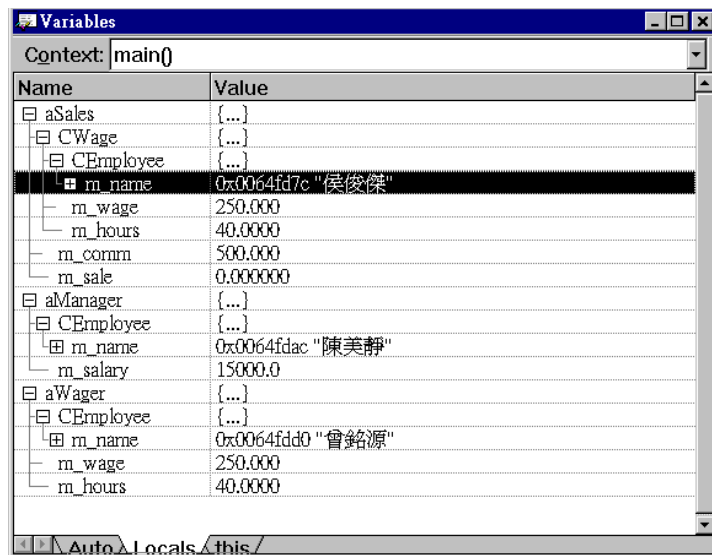 Variables
Context: main()
Name Value
aSales {...}
CWage {...}
CEmployee {...}
m_name 0x0064fd7c "侯俊傑"
m_wage 250.000
m_hours 40.0000
m_comm 500.000
m_sale 0.000000
aManager {...}
CEmployee {...}
m_name 0x0064fdac "陳美靜"
m_salary 15000.0
aWager {...}
CEmployee {...}
m_name 0x0064fdd0 "曾銘源"
m_wage 250.000
m_hours 40.0000
Auto Locals this